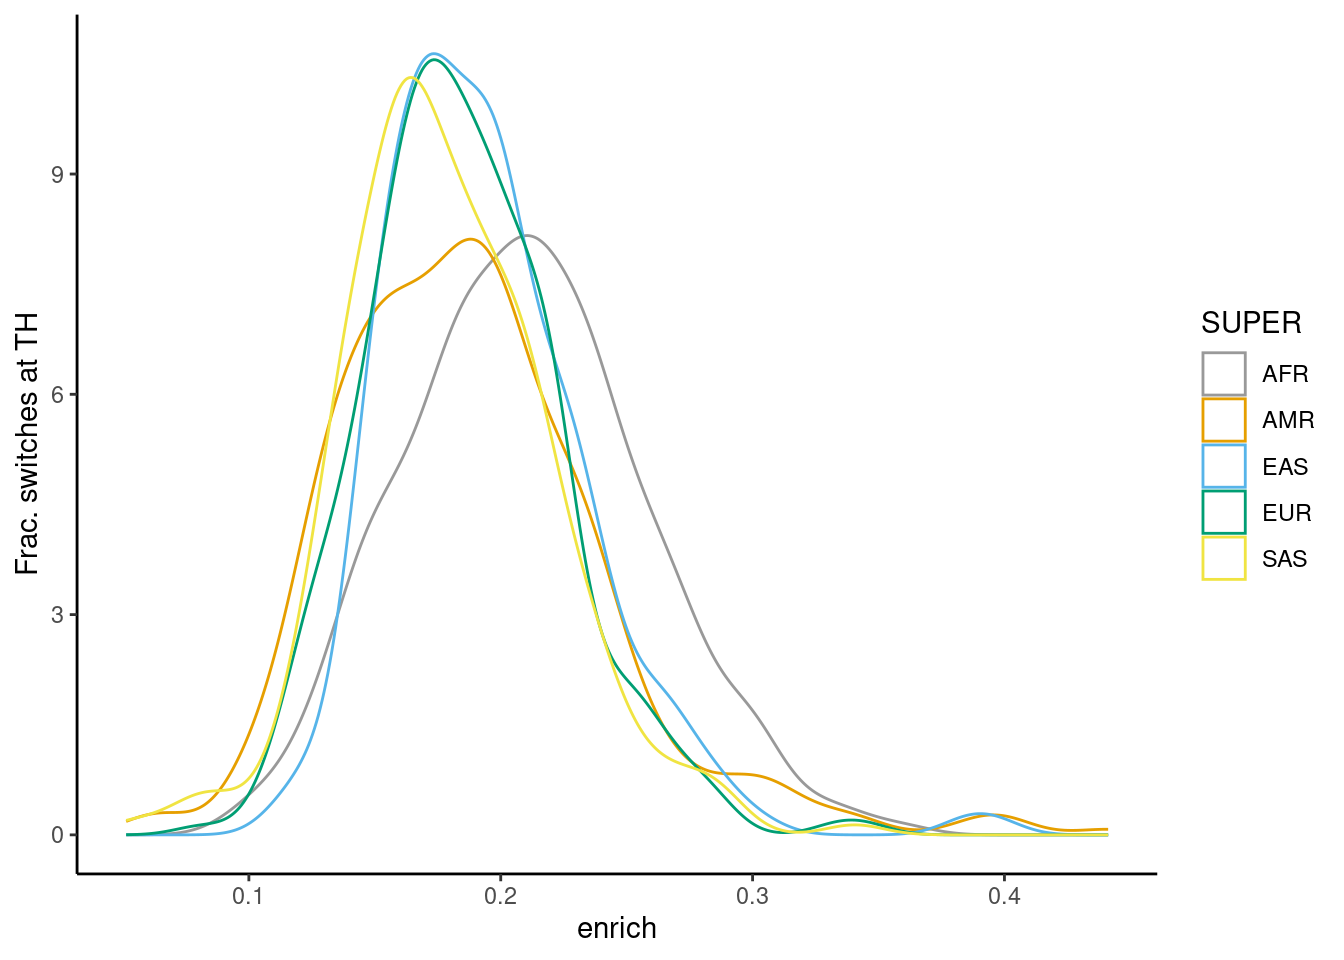 Frac. switches at TH
9
6
3
0
0.1
0.2
0.3
0.4
enrich
SUPER
AFR
AMR
EAS
EUR
SAS